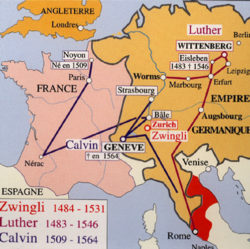 ANGLETERRE
Londres
Berlin
Luther
WITTENBERG
Noyon
Né en 1509
Eisleben
1483 † 1546
Leipzig
Paris
Worms
Marbourg
Erfurt
Strasbourg
FRANCE
EMPIRE
Bâle
Augsbourg
Zurich
Zwingli
GERMANIQUE
Calvin
GENEVE
† en 1564
Venise
Nérac
ESPAGNE
Zwingli 1484 - 1531
Luther 1483 - 1546
Calvin 1509 - 1564
Rome
Naples